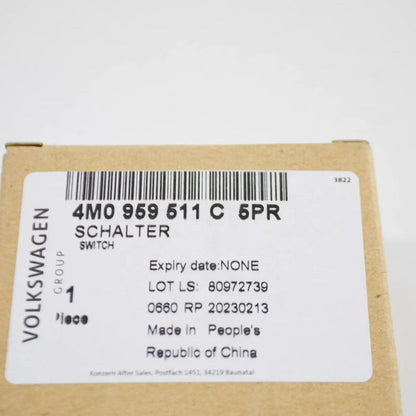 3822
4M0 959 511 C 5PR
SCHALTER
SWITCH
VOLKSWAGEN
GROUP
1
Piece
Expiry date:NONE
LOT LS: 80972739
0660 RP 20230213
Made in People's
Republic of China
Konzern After Sales, Postfach 1451, 34219 Baunatal